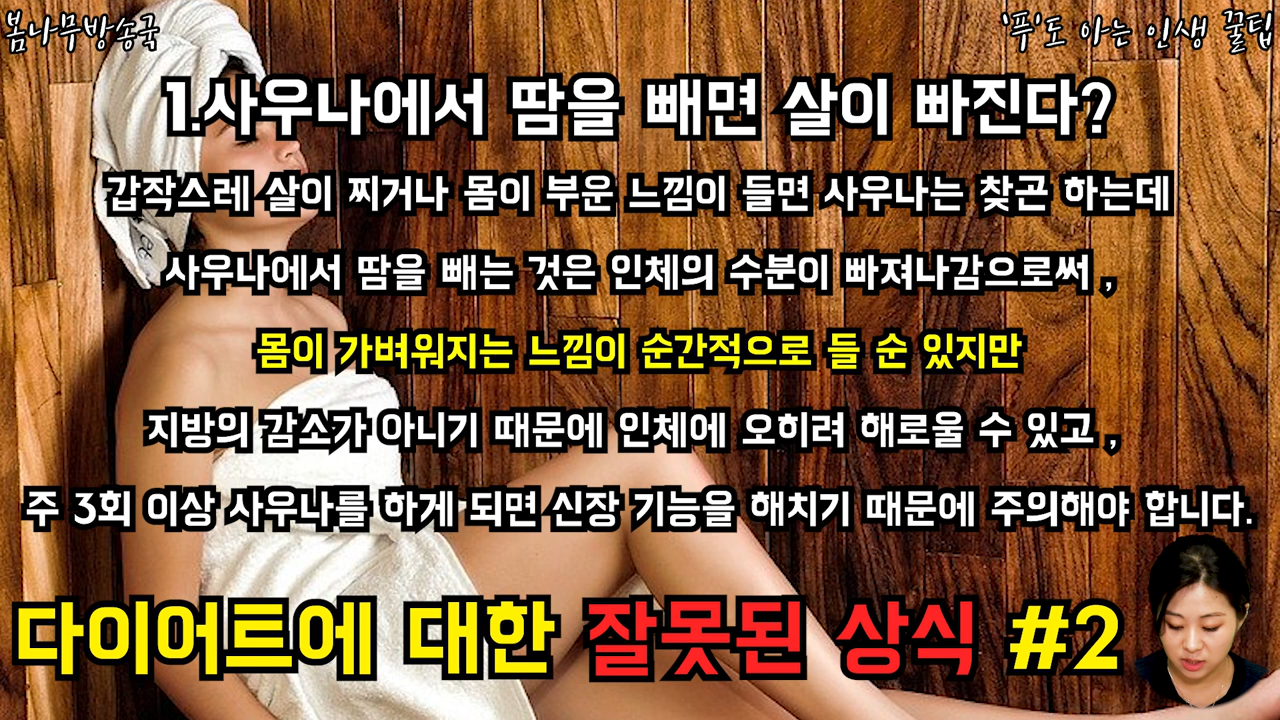 봄나무방송국
'푸'도 아는 인생 꿀팁
1.사우나에서 땀을 빼면 살이 빠진다?
갑작스레 살이 찌거나 몸이 부운 느낌이 들면 사우나는 찾곤 하는데
사우나에서 땀을 빼는 것은 인체의 수분이 빠져나감으로써 ,
몸이 가벼워지는 느낌이 순간적으로 들 순 있지만
지방의 감소가 아니기 때문에 인체에 오히려 해로울 수 있고 ,
주 3회 이상 사우나를 하게 되면 신장 기능을 해치기 때문에 주의해야 합니다.
다이어트에 대한 잘못된 상식 #2